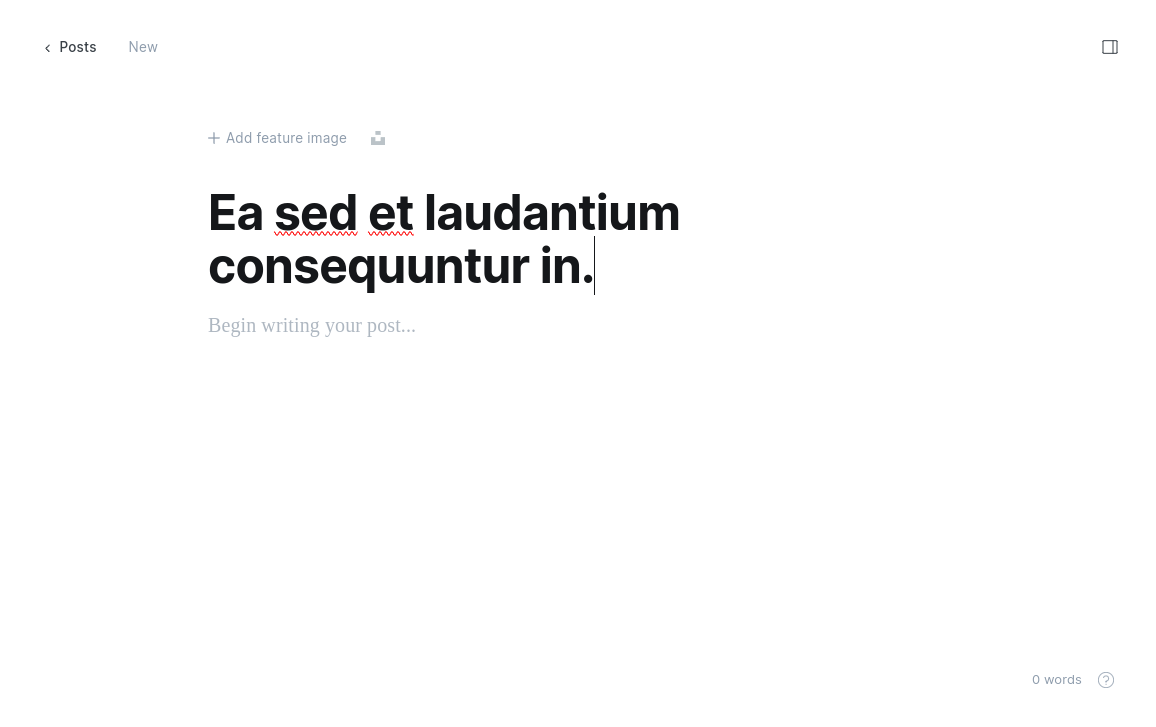 Posts New
Add feature image
Ea sed et laudantium
consequuntur in.
Begin writing your post...
0 words